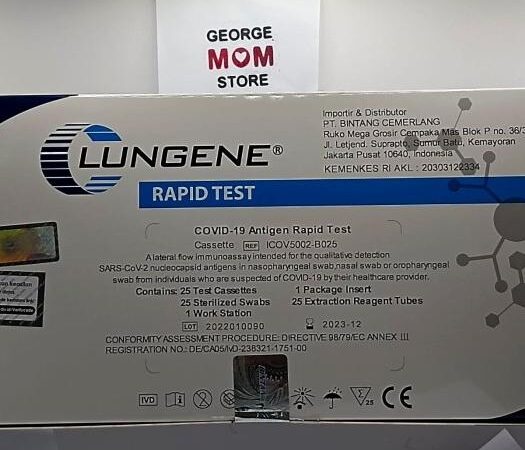 GEORGE
MOM
STORE
LUNGENE®
RAPID TEST
Importir & Distributor
PT. BINTANG CEMERLANG
Ruko Mega Grosir Cempaka Mas Blok P no. 36/3
Jl. Letjend. Suprapto, Sumur Batu, Kemayoran
Jakarta Pusat 10640, Indonesia
KEMENKES RI AKL : 20303122334
COVID-19 Antigen Rapid Test
Cassette REF ICOV5002-B025
A lateral flow immunoassay intended for the qualitative detection
SARS-CoV-2 nucleocapsid antigens in nasopharyngeal swab,nasal swab or oropharyngeal
swab from individuals who are suspected of COVID-19 by their healthcare provider.
Contains: 25 Test Cassettes 1 Package Insert
25 Sterilized Swabs 25 Extraction Reagent Tubes
1 Work Station
LOT 2022010090 2023-12
CONFORMITY ASSESSMENT PROCEDURE: DIRECTIVE 98/79/EC ANNEX III
REGISTRATION NO.: DE/CA05/IvD-238321-1751-00
IVD 25 CE